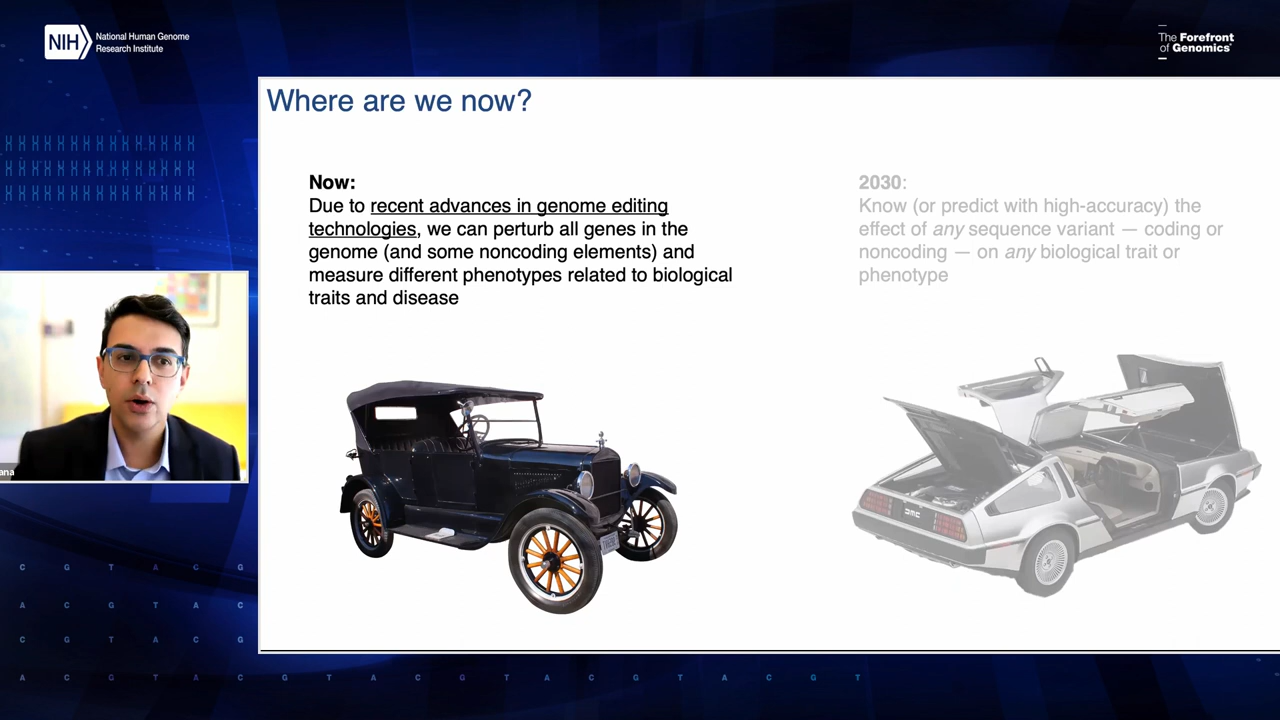 NIH
National Human Genome
Research Institute
The Forefront
of Genomics®
Where are we now?
Now:
Due to recent advances in genome editing
technologies, we can perturb all genes in the
genome (and some noncoding elements) and
measure different phenotypes related to biological
traits and disease
2030:
Know (or predict with high-accuracy) the
effect of any sequence variant — coding or
noncoding — on any biological trait or
phenotype
DMC
ana
C G T A C G
A C G T A C
C G T A C G
A C G T A C G T A C G T A C G T A C G T